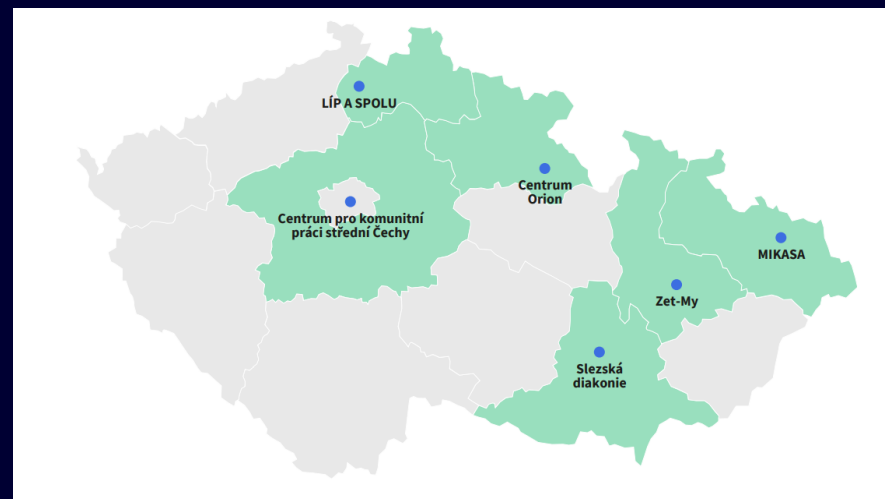 LÍP A SPOLU
Centrum
Orion
Centrum pro komunitní
práci střední Čechy
MIKASA
Zet-My
Slezská
diakonie